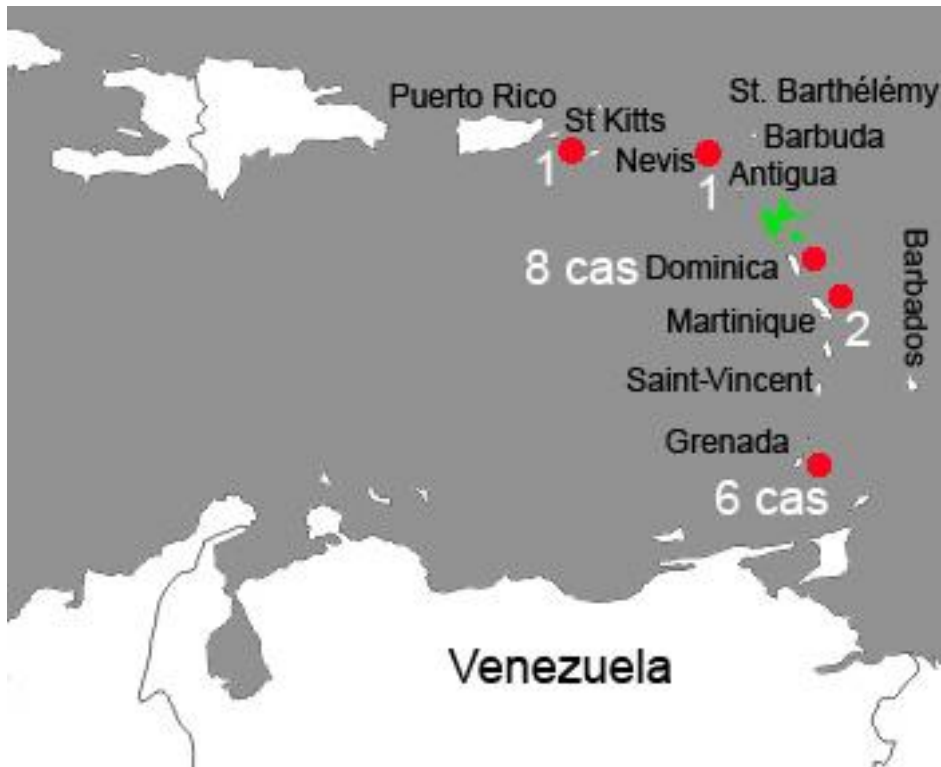 St. Barthélémy
Puerto Rico
St Kitts
Barbuda
1
Nevis
1
Antigua
8 cas
Dominica
Barbados
Martinique
2
Saint-Vincent
Grenada
6 cas
Venezuela